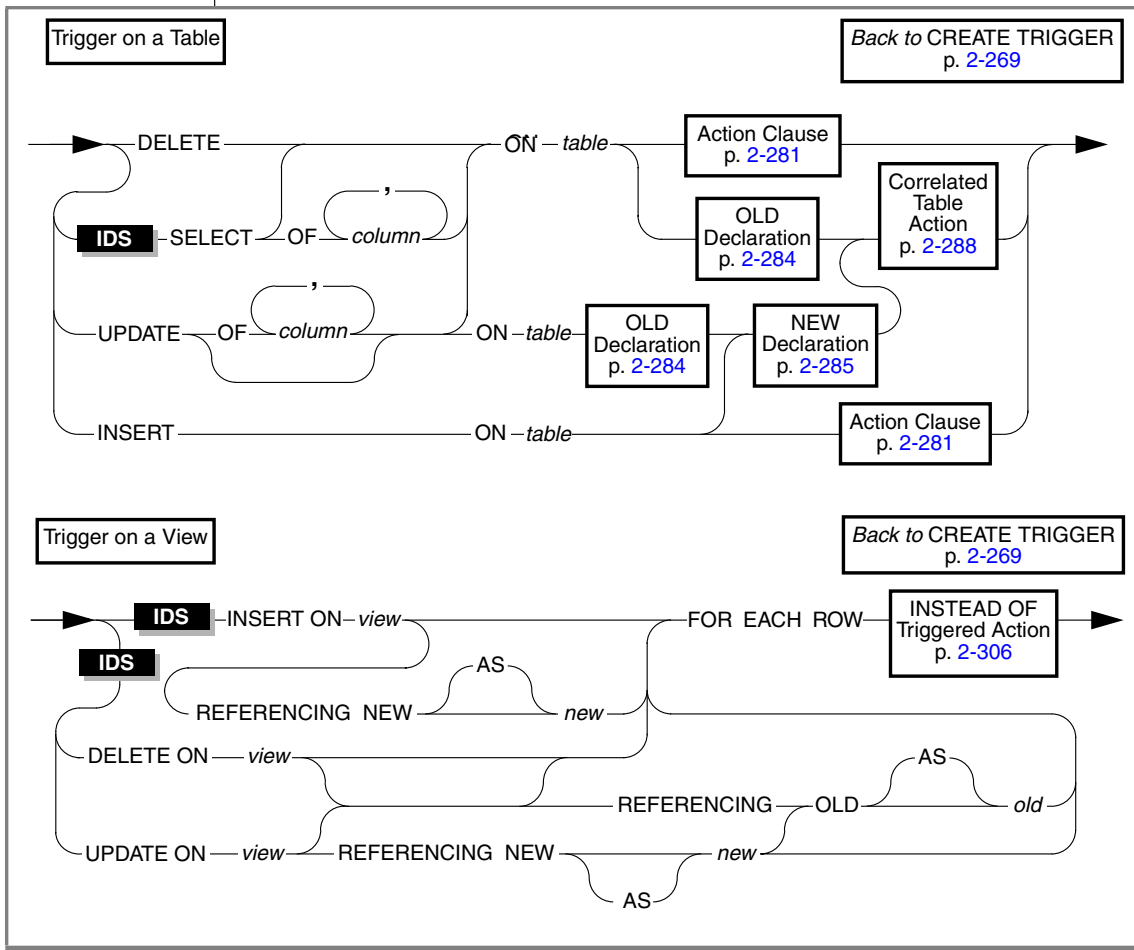 Trigger on a Table
Back to CREATE TRIGGER
p. 2-269
DELETE
ON table
Action Clause
p. 2-281
IDS
SELECT
OF
,
column
OLD
Declaration
p. 2-284
Correlated
Table
Action
p. 2-288
UPDATE
OF
,
column
ON table
OLD
Declaration
p. 2-284
NEW
Declaration
p. 2-285
INSERT
ON table
Action Clause
p. 2-281
Trigger on a View
Back to CREATE TRIGGER
p. 2-269
IDS
INSERT ON view
FOR EACH ROW
INSTEAD OF
Triggered Action
p. 2-306
IDS
REFERENCING NEW
AS
new
DELETE ON view
REFERENCING
OLD
AS
old
UPDATE ON view
REFERENCING NEW
AS
new